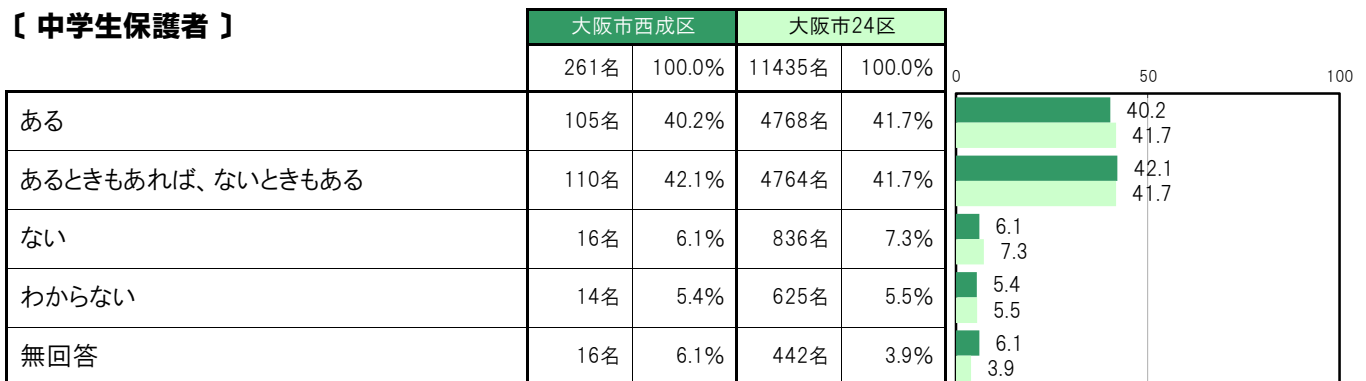 〔 中学生保護者 〕
大阪市西成区 大阪市24区
261名 100.0% 11435名 100.0%
0 50 100
ある 105名 40.2% 4768名 41.7%
40.2
41.7
あるときもあれば、ないときもある 110名 42.1% 4764名 41.7%
42.1
41.7
ない 16名 6.1% 836名 7.3%
6.1
7.3
わからない 14名 5.4% 625名 5.5%
5.4
5.5
無回答 16名 6.1% 442名 3.9%
6.1
3.9